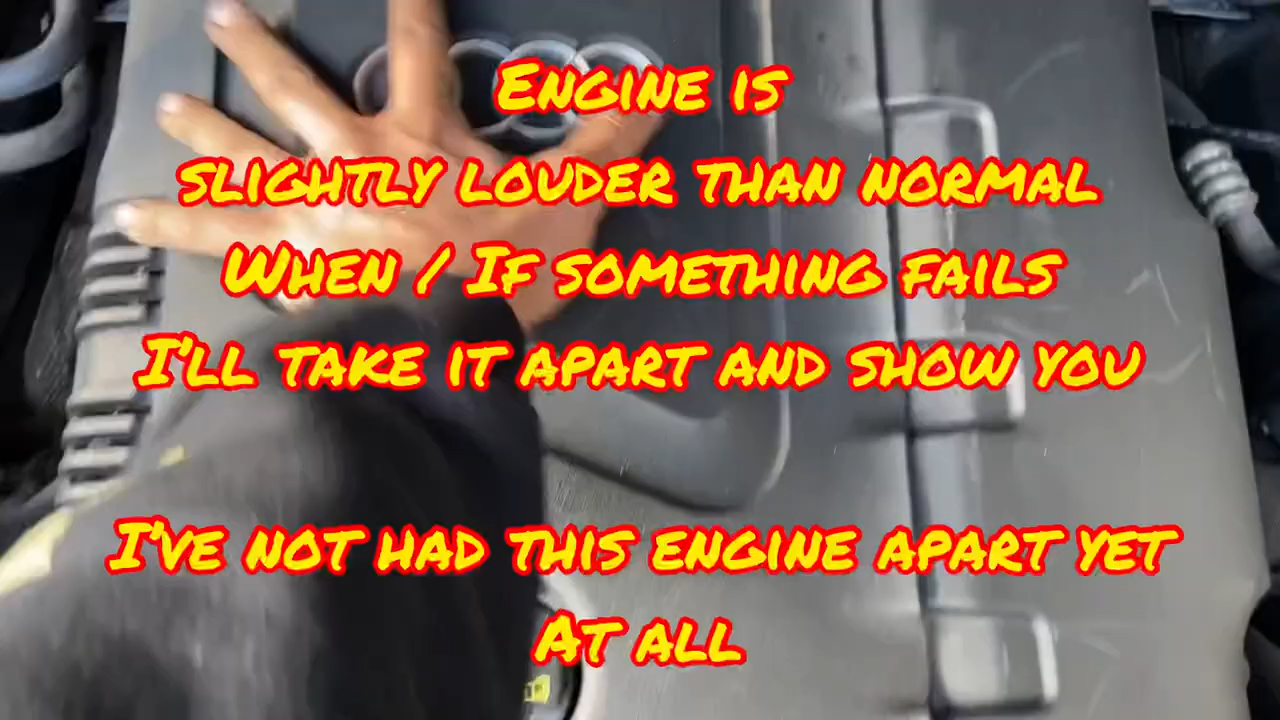 Engine is
slightly louder than normal
When / If something fails
I'll take it apart and show you
I've not had this engine apart yet
At all